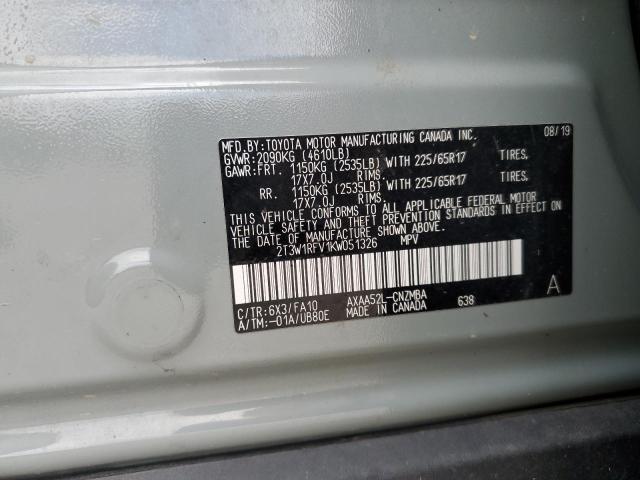 MFD.BY:TOYOTA MOTOR MANUFACTURING CANADA INC. 08/19
GVWR:2090KG (4610LB)
GAWR:FRT. 1150KG (2535LB) WITH 225/65R17 TIRES.
17X7.0J RIMS.
RR. 1150KG (2535LB) WITH 225/65R17 TIRES.
17X7.0J RIMS.
THIS VEHICLE CONFORMS TO ALL APPLICABLE FEDERAL MOTOR
VEHICLE SAFETY AND THEFT PREVENTION STANDARDS IN EFFECT ON
THE DATE OF MANUFACTURE SHOWN ABOVE.
2T3W1RFV1KW051326 MPV
C/TR:6X3/FA10 AXAA52L-CNZMBA 638 A
A/TM:-01A/UB80E MADE IN CANADA